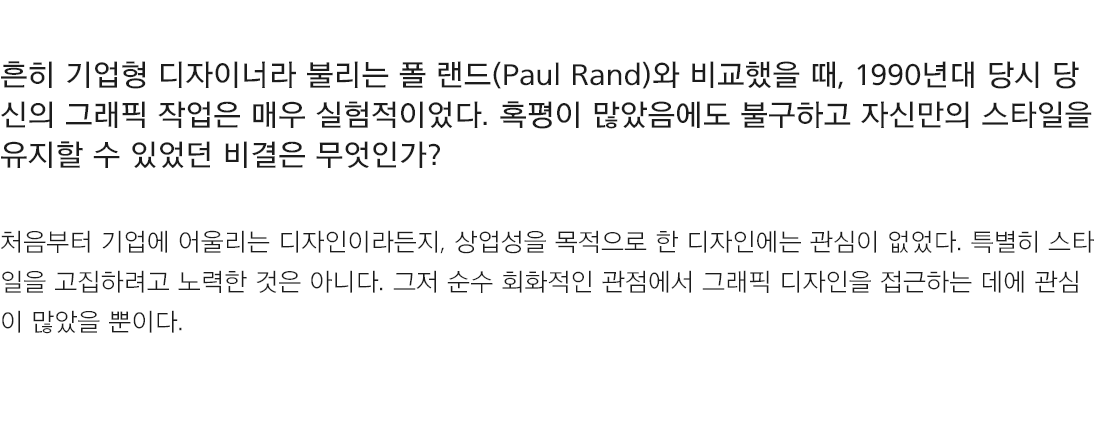 흔히 기업형 디자이너라 불리는 폴 랜드(Paul Rand)와 비교했을 때, 1990년대 당시 당
신의 그래픽 작업은 매우 실험적이었다. 혹평이 많았음에도 불구하고 자신만의 스타일을
유지할 수 있었던 비결은 무엇인가?
처음부터 기업에 어울리는 디자인이라든지, 상업성을 목적으로 한 디자인에는 관심이 없었다. 특별히 스타
일을 고집하려고 노력한 것은 아니다. 그저 순수 회화적인 관점에서 그래픽 디자인을 접근하는 데에 관심
이 많았을 뿐이다.